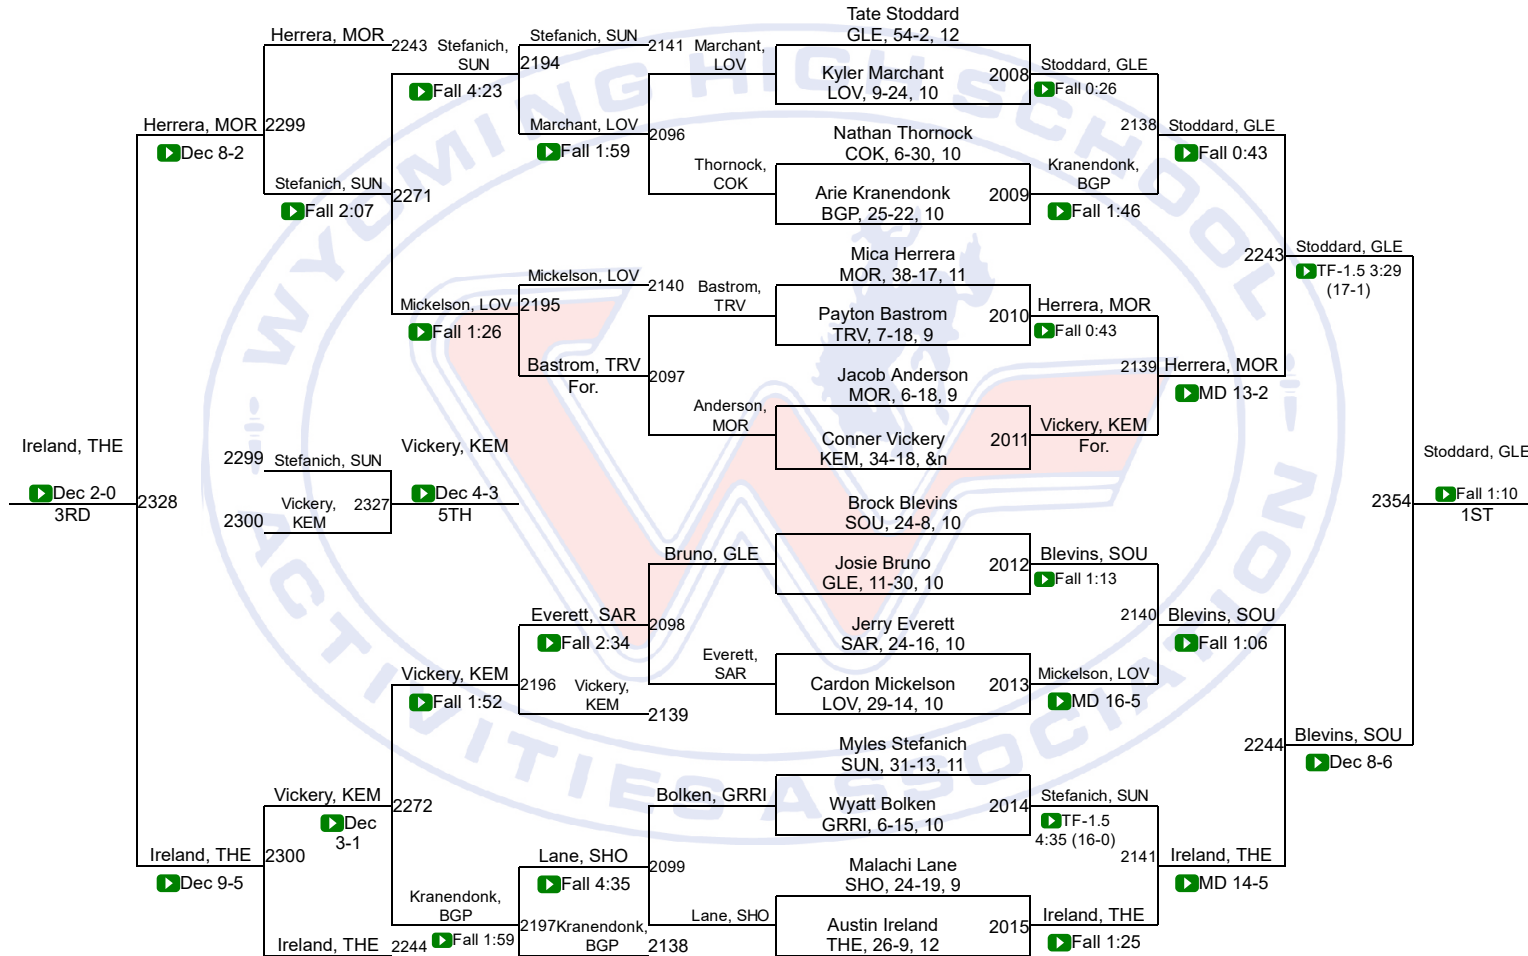 Tate Stoddard
GLE, 54-2, 12
Herrera, MOR
2243
Stefanich,
SUN
Stefanich, SUN
2141
Marchant,
LOV
2194
Kyler Marchant
LOV, 9-24, 10
2008
Stoddard, GLE
Fall 4:23
Fall 0:26
Herrera, MOR
2299
Marchant, LOV
2096
Nathan Thornock
COK, 6-30, 10
2138
Stoddard, GLE
Dec 8-2
Fall 1:59
Fall 0:43
Thornock,
COK
Kranendonk,
BGP
Stefanich, SUN
2271
Arie Kranendonk
BGP, 25-22, 10
2009
Fall 2:07
Fall 1:46
Mica Herrera
MOR, 38-17, 11
2243
Stoddard, GLE
Mickelson, LOV
2140
Bastrom,
TRV
TF-1.5 3:29
(17-1)
Mickelson, LOV
2195
Payton Bastrom
TRV, 7-18, 9
2010
Herrera, MOR
Fall 1:26
Fall 0:43
Bastrom, TRV
For.
2097
Jacob Anderson
MOR, 6-18, 9
2139
Herrera, MOR
MD 13-2
Anderson,
MOR
Conner Vickery
KEM, 34-18, &n
2011
Vickery, KEM
For.
Ireland, THE
2299
Stefanich, SUN
Vickery, KEM
Stoddard, GLE
Dec 2-0
3RD
2328
Vickery,
KEM
2300
2327
Dec 4-3
5TH
Brock Blevins
SOU, 24-8, 10
2354
Fall 1:10
1ST
Bruno, GLE
Josie Bruno
GLE, 11-30, 10
2012
Blevins, SOU
Fall 1:13
Everett, SAR
2098
Jerry Everett
SAR, 24-16, 10
2140
Blevins, SOU
Fall 2:34
Fall 1:06
Everett,
SAR
Vickery, KEM
2196
Vickery,
KEM
Cardon Mickelson
LOV, 29-14, 10
2013
Mickelson, LOV
Fall 1:52
MD 16-5
2139
Myles Stefanich
SUN, 31-13, 11
2244
Blevins, SOU
Dec 8-6
Vickery, KEM
2272
Bolken, GRRI
Wyatt Bolken
GRRI, 6-15, 10
2014
Stefanich, SUN
Dec
3-1
TF-1.5
4:35 (16-0)
Ireland, THE
2300
Lane, SHO
2099
Malachi Lane
SHO, 24-19, 9
2141
Ireland, THE
Dec 9-5
Fall 4:35
MD 14-5
Kranendonk,
BGP
2197
Kranendonk,
BGP
Lane, SHO
Austin Ireland
THE, 26-9, 12
2015
Ireland, THE
Ireland, THE
2244
Fall 1:59
2138
Fall 1:25
WYOMING HIGH SCHOOL
ACTIVITIES ASSOCIATION